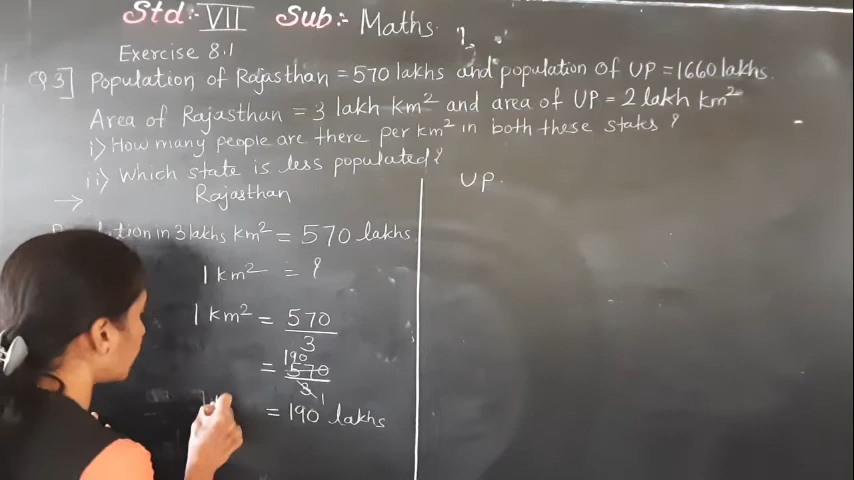 Std:- VII Sub:- Maths.
Exercise 8.1
Q 3] Population of Rajasthan = 570 lakhs and population of UP = 1660 lakhs.
Area of Rajasthan = 3 lakh km² and area of UP = 2 lakh km²
i) How many people are there per km² in both these states ?
ii) Which state is less populated ?
→ Rajasthan
in 3 lakhs km² = 570 lakhs
1 km² = ?
1 km² = 570
3
190
= 570
3 1
= 190 lakhs
UP.